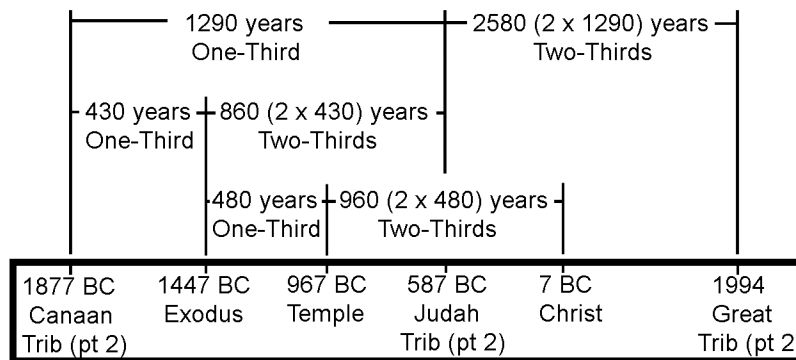 1290 years 2580 (2 x 1290) years
One-Third Two-Thirds
430 years 860 (2 x 430) years
One-Third Two-Thirds
480 years 960 (2 x 480) years
One-Third Two-Thirds
1877 BC 1447 BC 967 BC 587 BC 7 BC 1994
Canaan Exodus Temple Judah Christ Great
Trib (pt 2) Trib (pt 2) Trib (pt 2